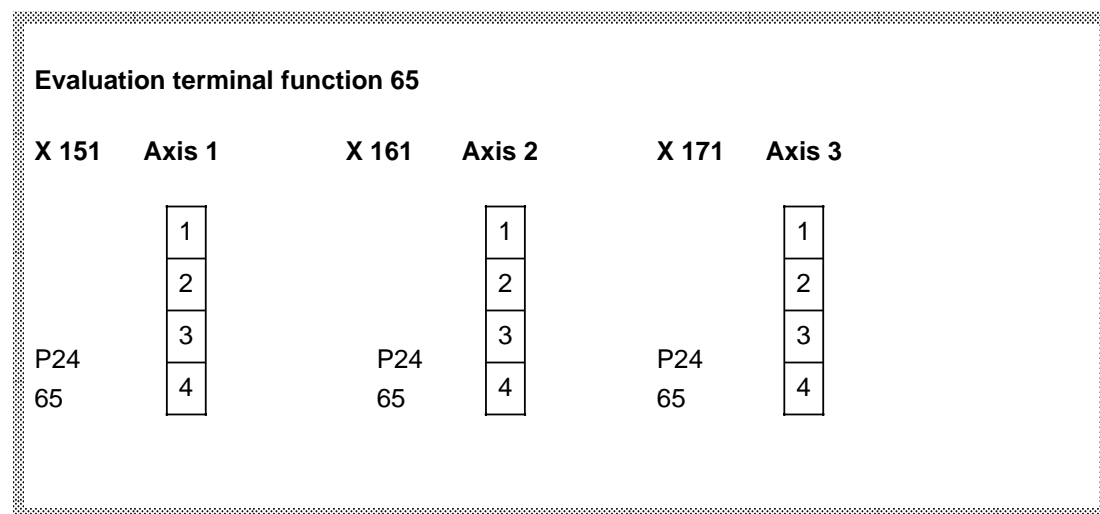 Evaluation terminal function 65
X 151 Axis 1 X 161 Axis 2 X 171 Axis 3
1 1 1
2 2 2
3 3 3
P24 P24 P24
4 4 4
65 65 65